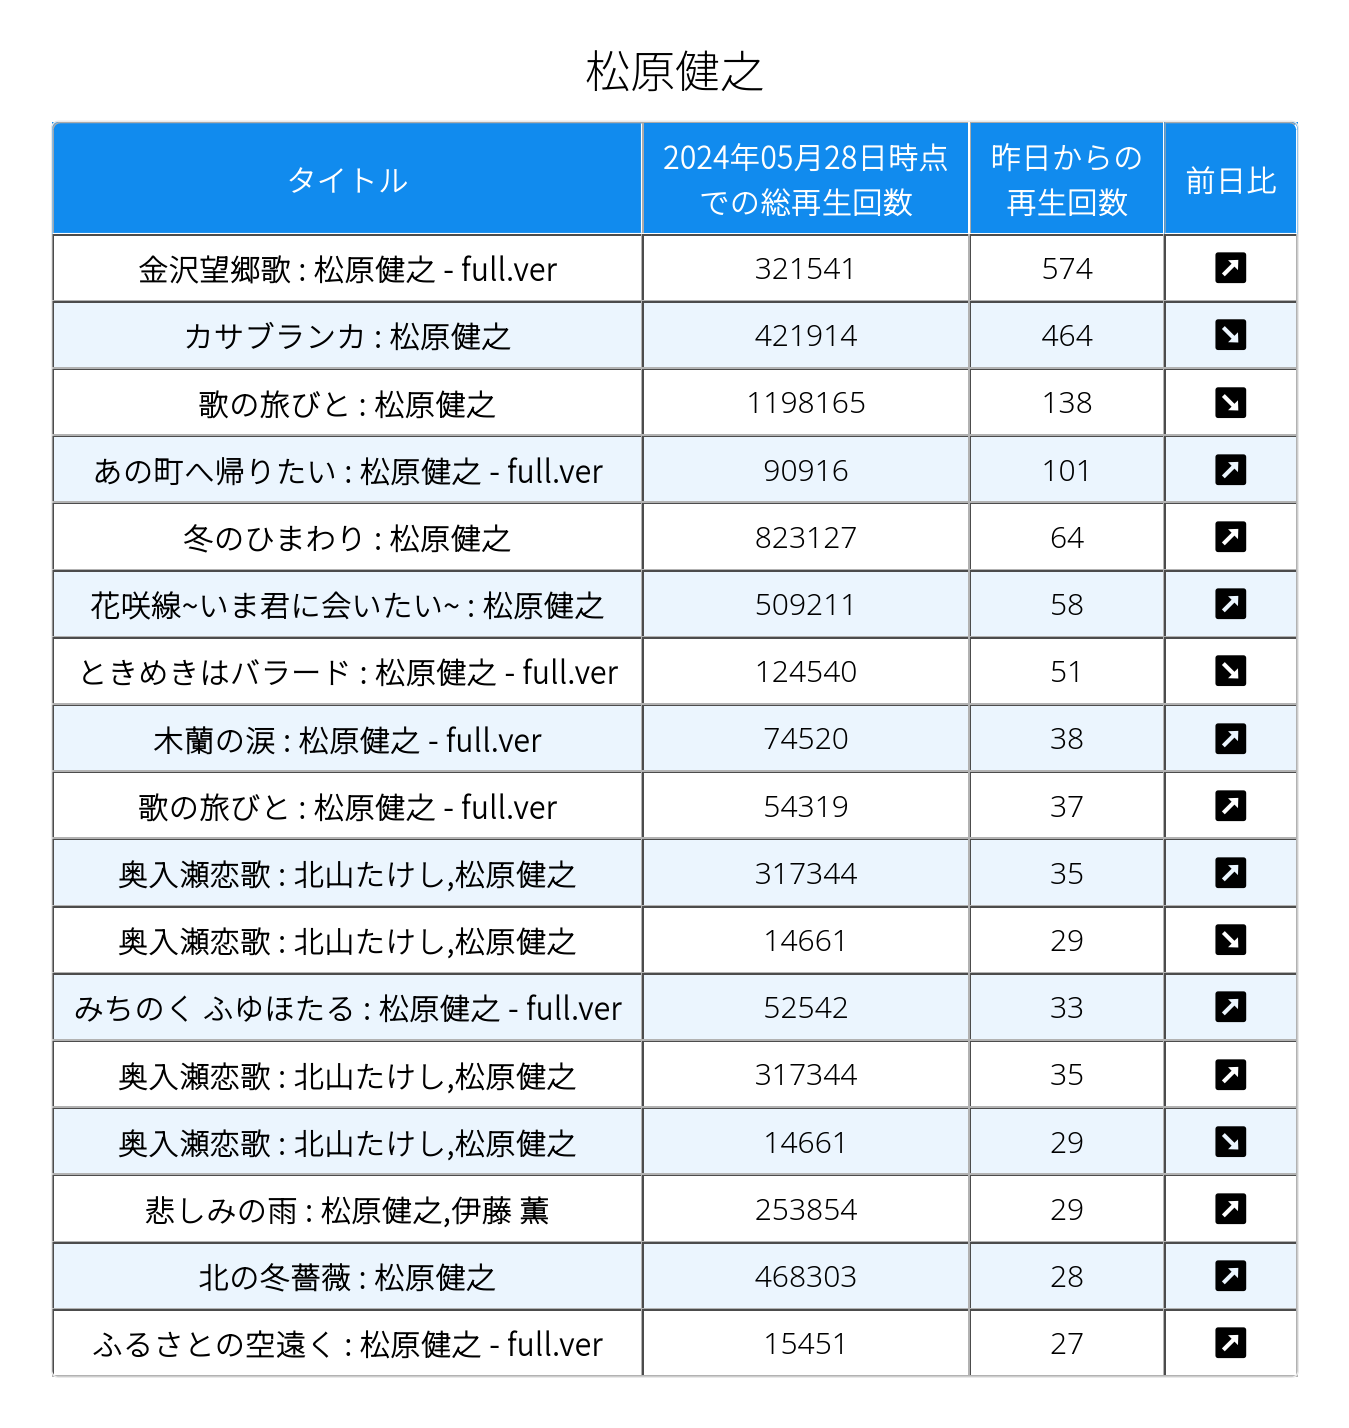 松原健之
タイトル 2024年05月28日時点での総再生回数 昨日からの再生回数 前日比
金沢望郷歌 : 松原健之 - full.ver 321541 574 ↗
カサブランカ : 松原健之 421914 464 ↘
歌の旅びと : 松原健之 1198165 138 ↘
あの町へ帰りたい : 松原健之 - full.ver 90916 101 ↗
冬のひまわり : 松原健之 823127 64 ↗
花咲線~いま君に会いたい~ : 松原健之 509211 58 ↗
ときめきはバラード : 松原健之 - full.ver 124540 51 ↘
木蘭の涙 : 松原健之 - full.ver 74520 38 ↗
歌の旅びと : 松原健之 - full.ver 54319 37 ↗
奥入瀬恋歌 : 北山たけし,松原健之 317344 35 ↗
奥入瀬恋歌 : 北山たけし,松原健之 14661 29 ↘
みちのく ふゆほたる : 松原健之 - full.ver 52542 33 ↗
奥入瀬恋歌 : 北山たけし,松原健之 317344 35 ↗
奥入瀬恋歌 : 北山たけし,松原健之 14661 29 ↘
悲しみの雨 : 松原健之,伊藤 薫 253854 29 ↗
北の冬薔薇 : 松原健之 468303 28 ↗
ふるさとの空遠く : 松原健之 - full.ver 15451 27 ↗